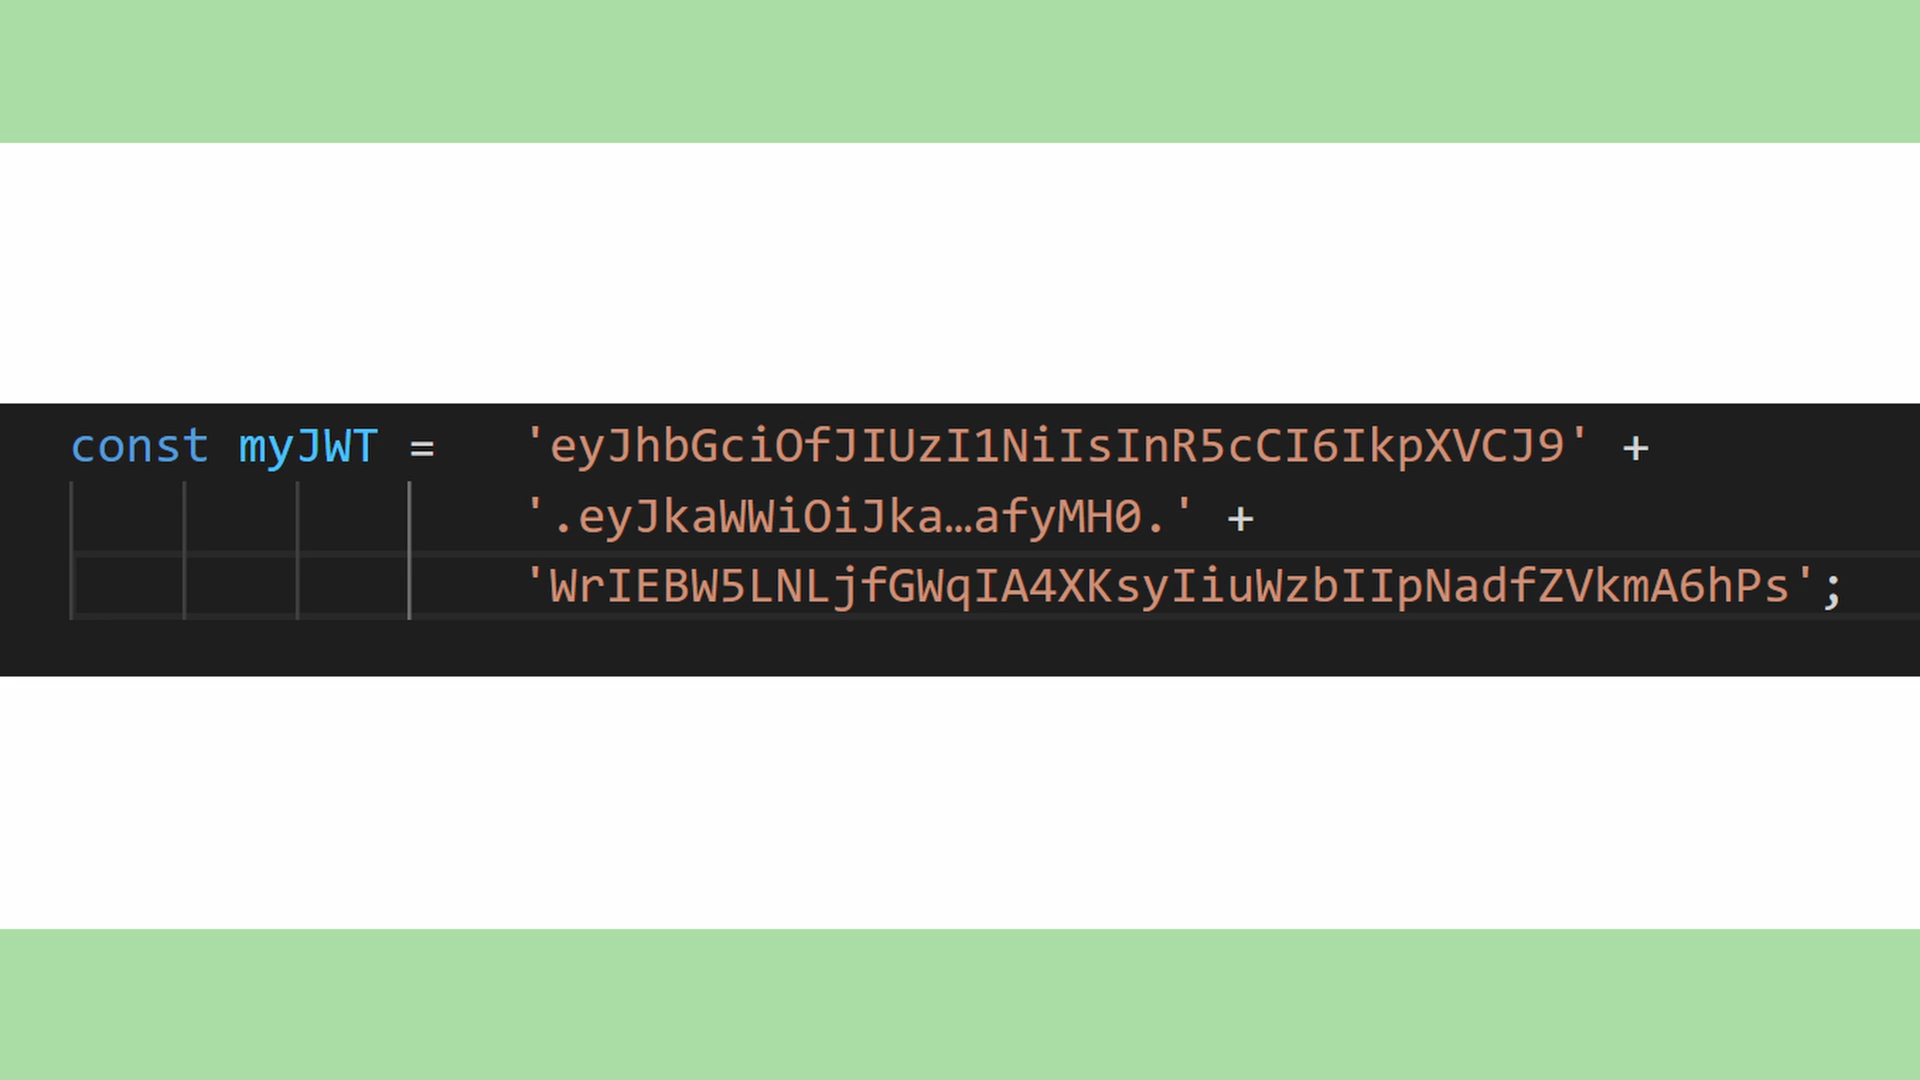 const myJWT = 'eyJhbGciOfJIUzI1NiIsInR5cCI6IkpXVCJ9' +
'.eyJkaWWiOiJka…afyMH0.' +
'WrIEBW5LNLjfGWqIA4XKsyIiuWzbIIpNadfZVkmA6hPs';